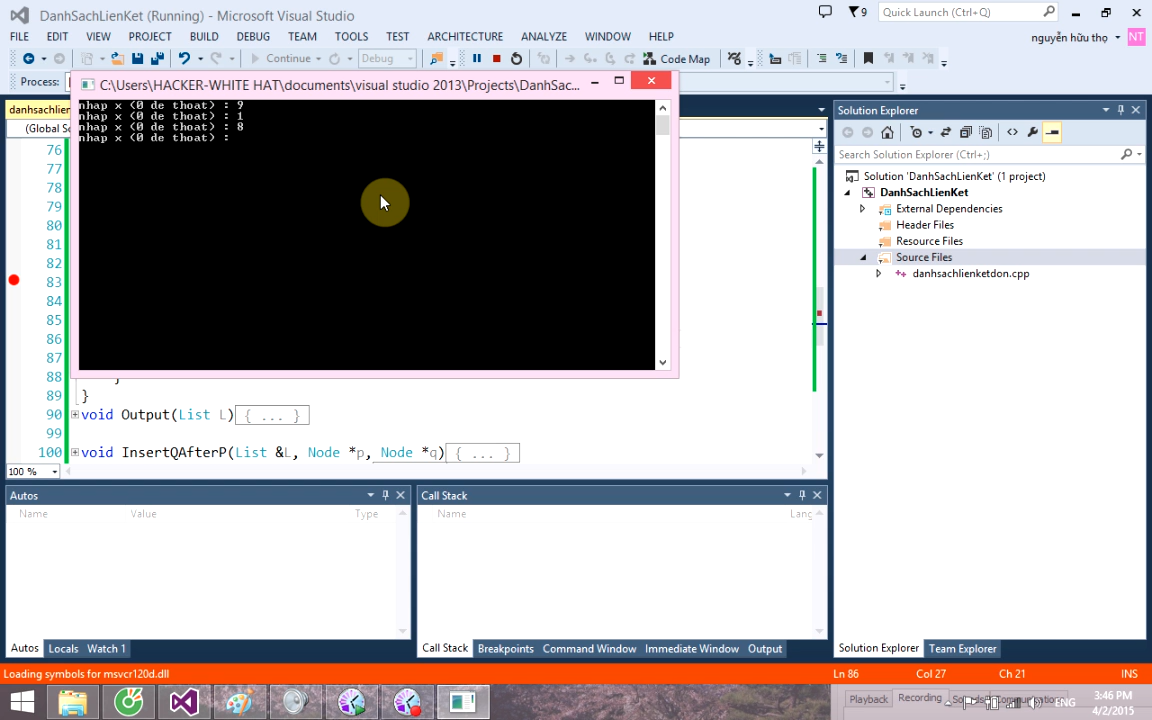 DanhSachLienKet (Running) - Microsoft Visual Studio
9
Quick Launch (Ctrl+Q)
FILE EDIT VIEW PROJECT BUILD DEBUG TEAM TOOLS TEST ARCHITECTURE ANALYZE WINDOW HELP
nguyễn hữu thọ NT
Continue Debug Code Map
Process:
C:\Users\HACKER-WHITE HAT\documents\visual studio 2013\Projects\DanhSac...
nhap x (0 de thoat) : 9
nhap x (0 de thoat) : 1
nhap x (0 de thoat) : 8
nhap x (0 de thoat) :
danhsachlien
(Global Sc
76
77
78
79
80
81
82
83
84
85
86
87
88
89 }
90 void Output(List L){ ... }
99
100 void InsertQAfterP(List &L, Node *p, Node *q){ ... }
100 %
Solution Explorer
Search Solution Explorer (Ctrl+;)
Solution 'DanhSachLienKet' (1 project)
DanhSachLienKet
External Dependencies
Header Files
Resource Files
Source Files
danhsachlienketdon.cpp
Autos
Name Value Type
Call Stack
Name Lang
Autos Locals Watch 1
Call Stack Breakpoints Command Window Immediate Window Output
Solution Explorer Team Explorer
Loading symbols for msvcr120d.dll
Ln 86 Col 27 Ch 21 INS
Playback Recording
ENG
3:46 PM
4/2/2015